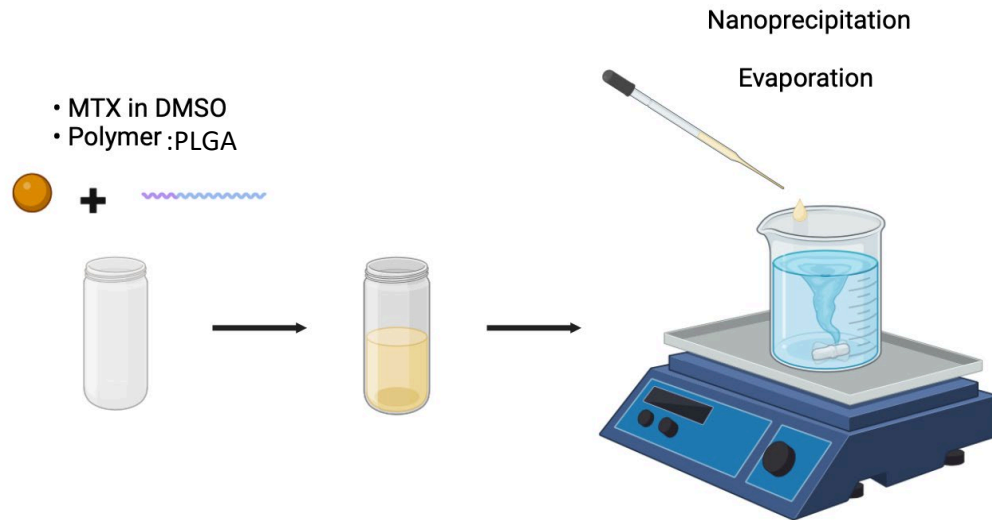 Nanoprecipitation
Evaporation
• MTX in DMSO
• Polymer :PLGA